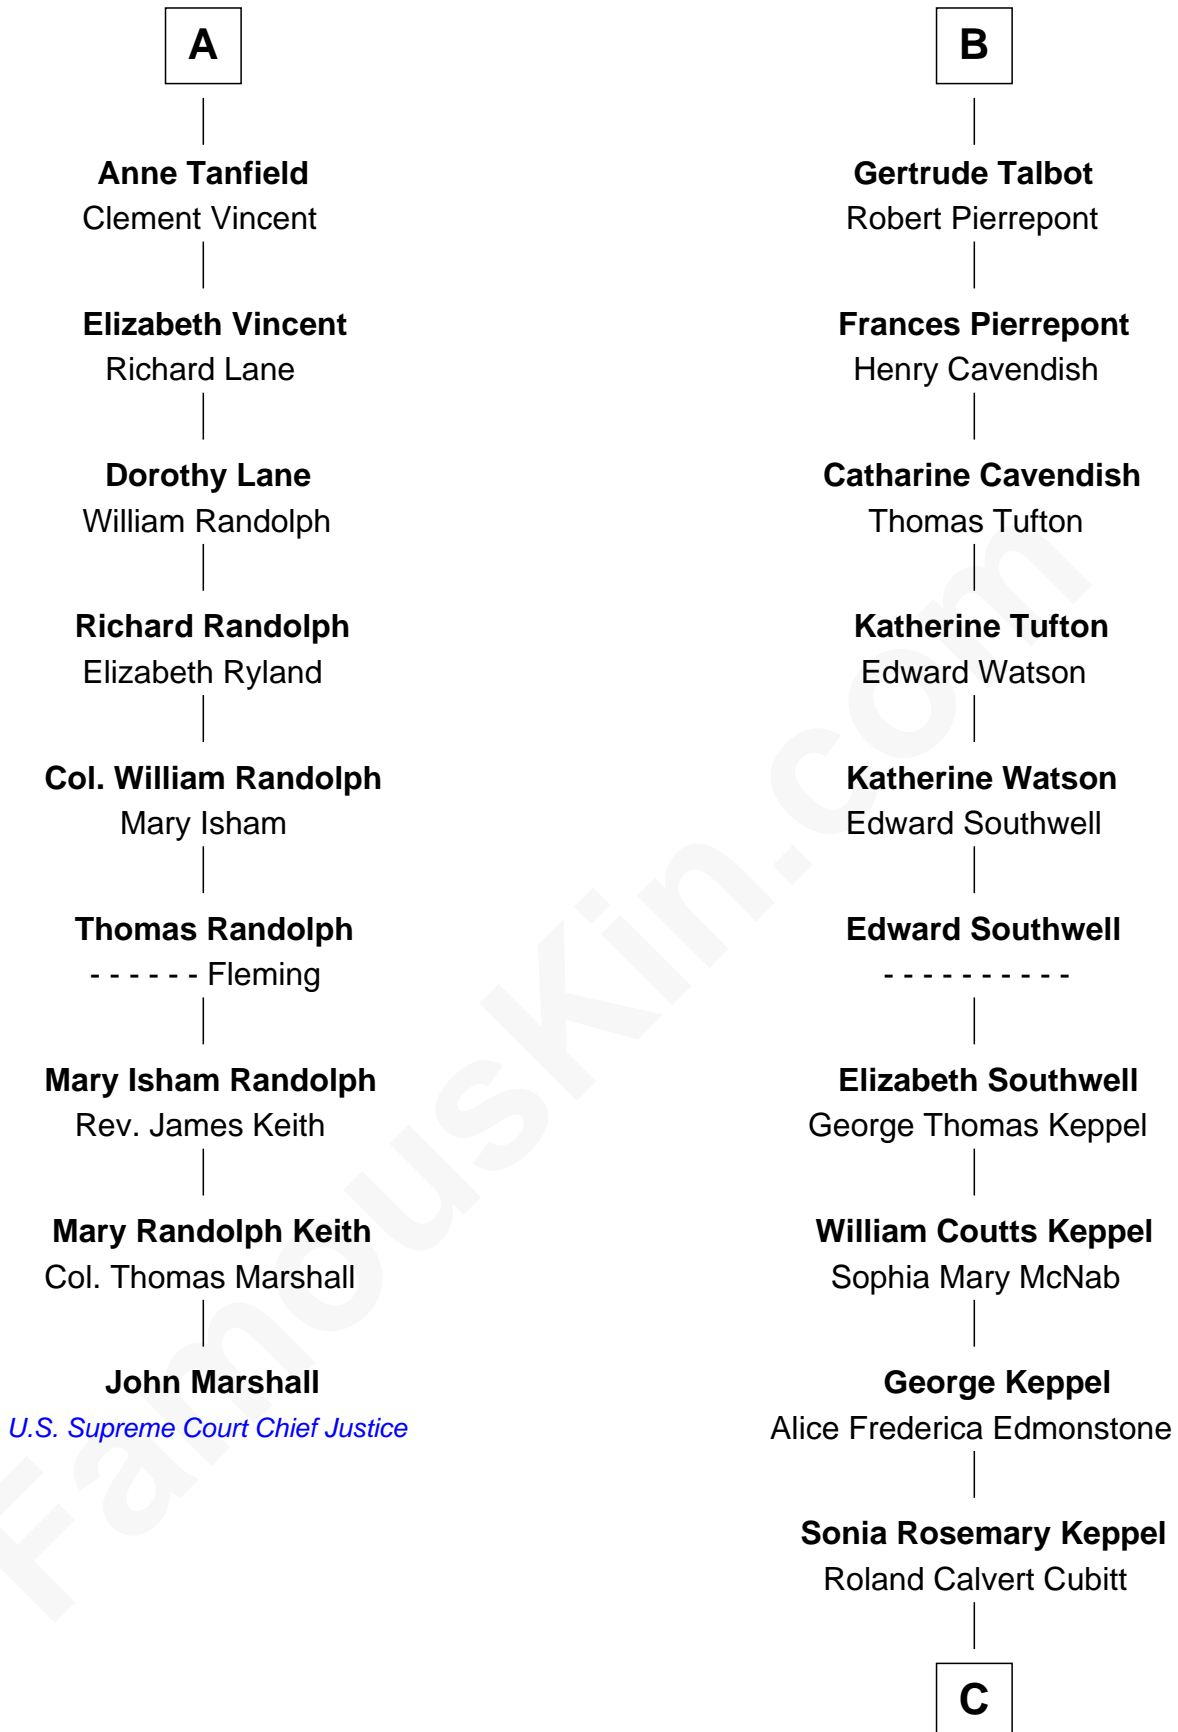 A
Anne Tanfield
Clement Vincent
Elizabeth Vincent
Richard Lane
Dorothy Lane
William Randolph
Richard Randolph
Elizabeth Ryland
Col. William Randolph
Mary Isham
Thomas Randolph
- - - - - - Fleming
Mary Isham Randolph
Rev. James Keith
Mary Randolph Keith
Col. Thomas Marshall
John Marshall
U.S. Supreme Court Chief Justice
B
Gertrude Talbot
Robert Pierrepont
Frances Pierrepont
Henry Cavendish
Catharine Cavendish
Thomas Tufton
Katherine Tufton
Edward Watson
Katherine Watson
Edward Southwell
Edward Southwell
- - - - - - - - - -
Elizabeth Southwell
George Thomas Keppel
William Coutts Keppel
Sophia Mary McNab
George Keppel
Alice Frederica Edmonstone
Sonia Rosemary Keppel
Roland Calvert Cubitt
C
FamousKin.com